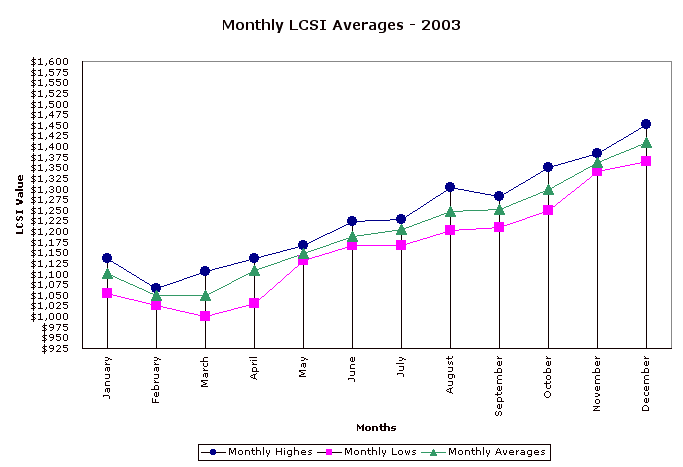 Monthly LCSI Averages - 2003
$1,600
$1,575
$1,550
$1,525
$1,500
$1,475
$1,450
$1,425
$1,400
$1,375
$1,350
$1,325
$1,300
$1,275
$1,250
$1,225
$1,200
$1,175
$1,150
$1,125
$1,100
$1,075
$1,050
$1,025
$1,000
$975
$950
$925
LCSI Value
January
February
March
April
May
June
July
August
September
October
November
December
Months
Monthly Highes
Monthly Lows
Monthly Averages